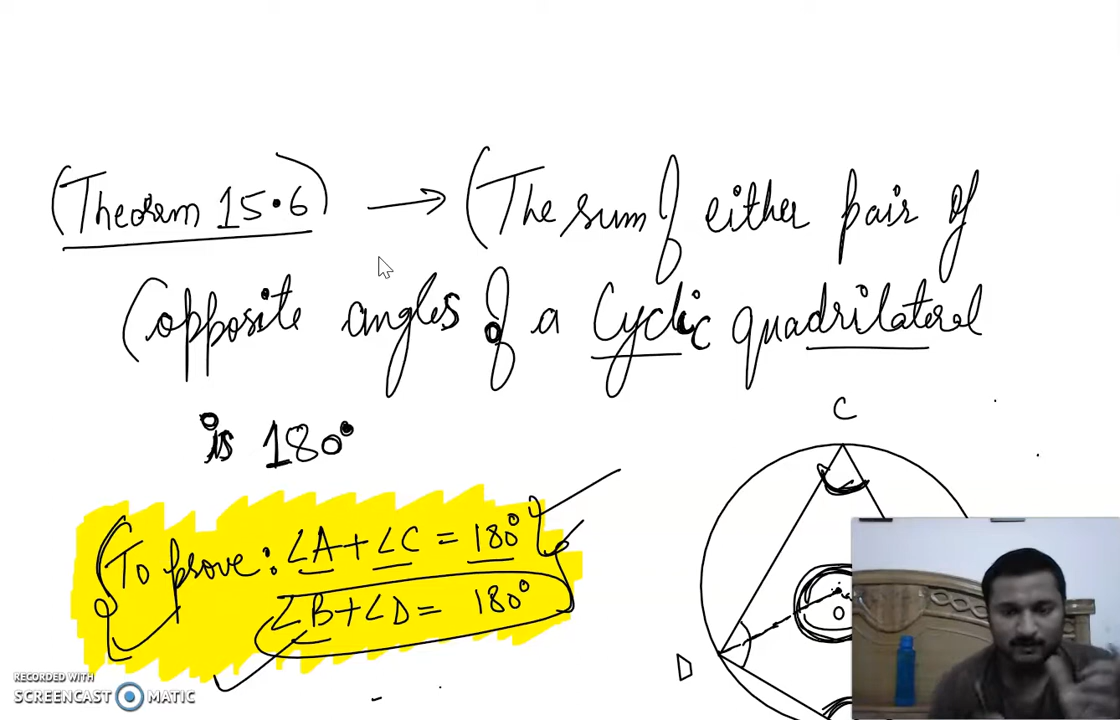 (Theorem 15.6) → (The sum of either pair of
(opposite angles of a Cyclic quadrilateral
is 180°
C
To prove: ∠A + ∠C = 180°
∠B + ∠D = 180°
O
D
RECORDED WITH
SCREENCAST MATIC